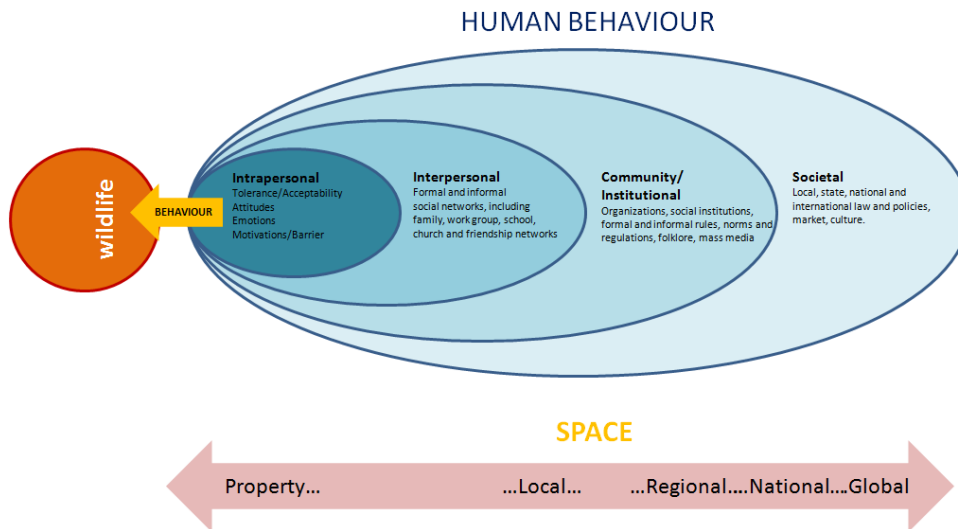 HUMAN BEHAVIOUR
wildlife
BEHAVIOUR
Intrapersonal
Tolerance/Acceptability
Attitudes
Emotions
Motivations/Barrier
Interpersonal
Formal and informal
social networks, including
family, work group, school,
church and friendship networks
Community/
Institutional
Organizations, social institutions,
formal and informal rules, norms and
regulations, folklore, mass media
Societal
Local, state, national and
international law and policies,
market, culture.
SPACE
Property... ...Local... ...Regional.....National....Global